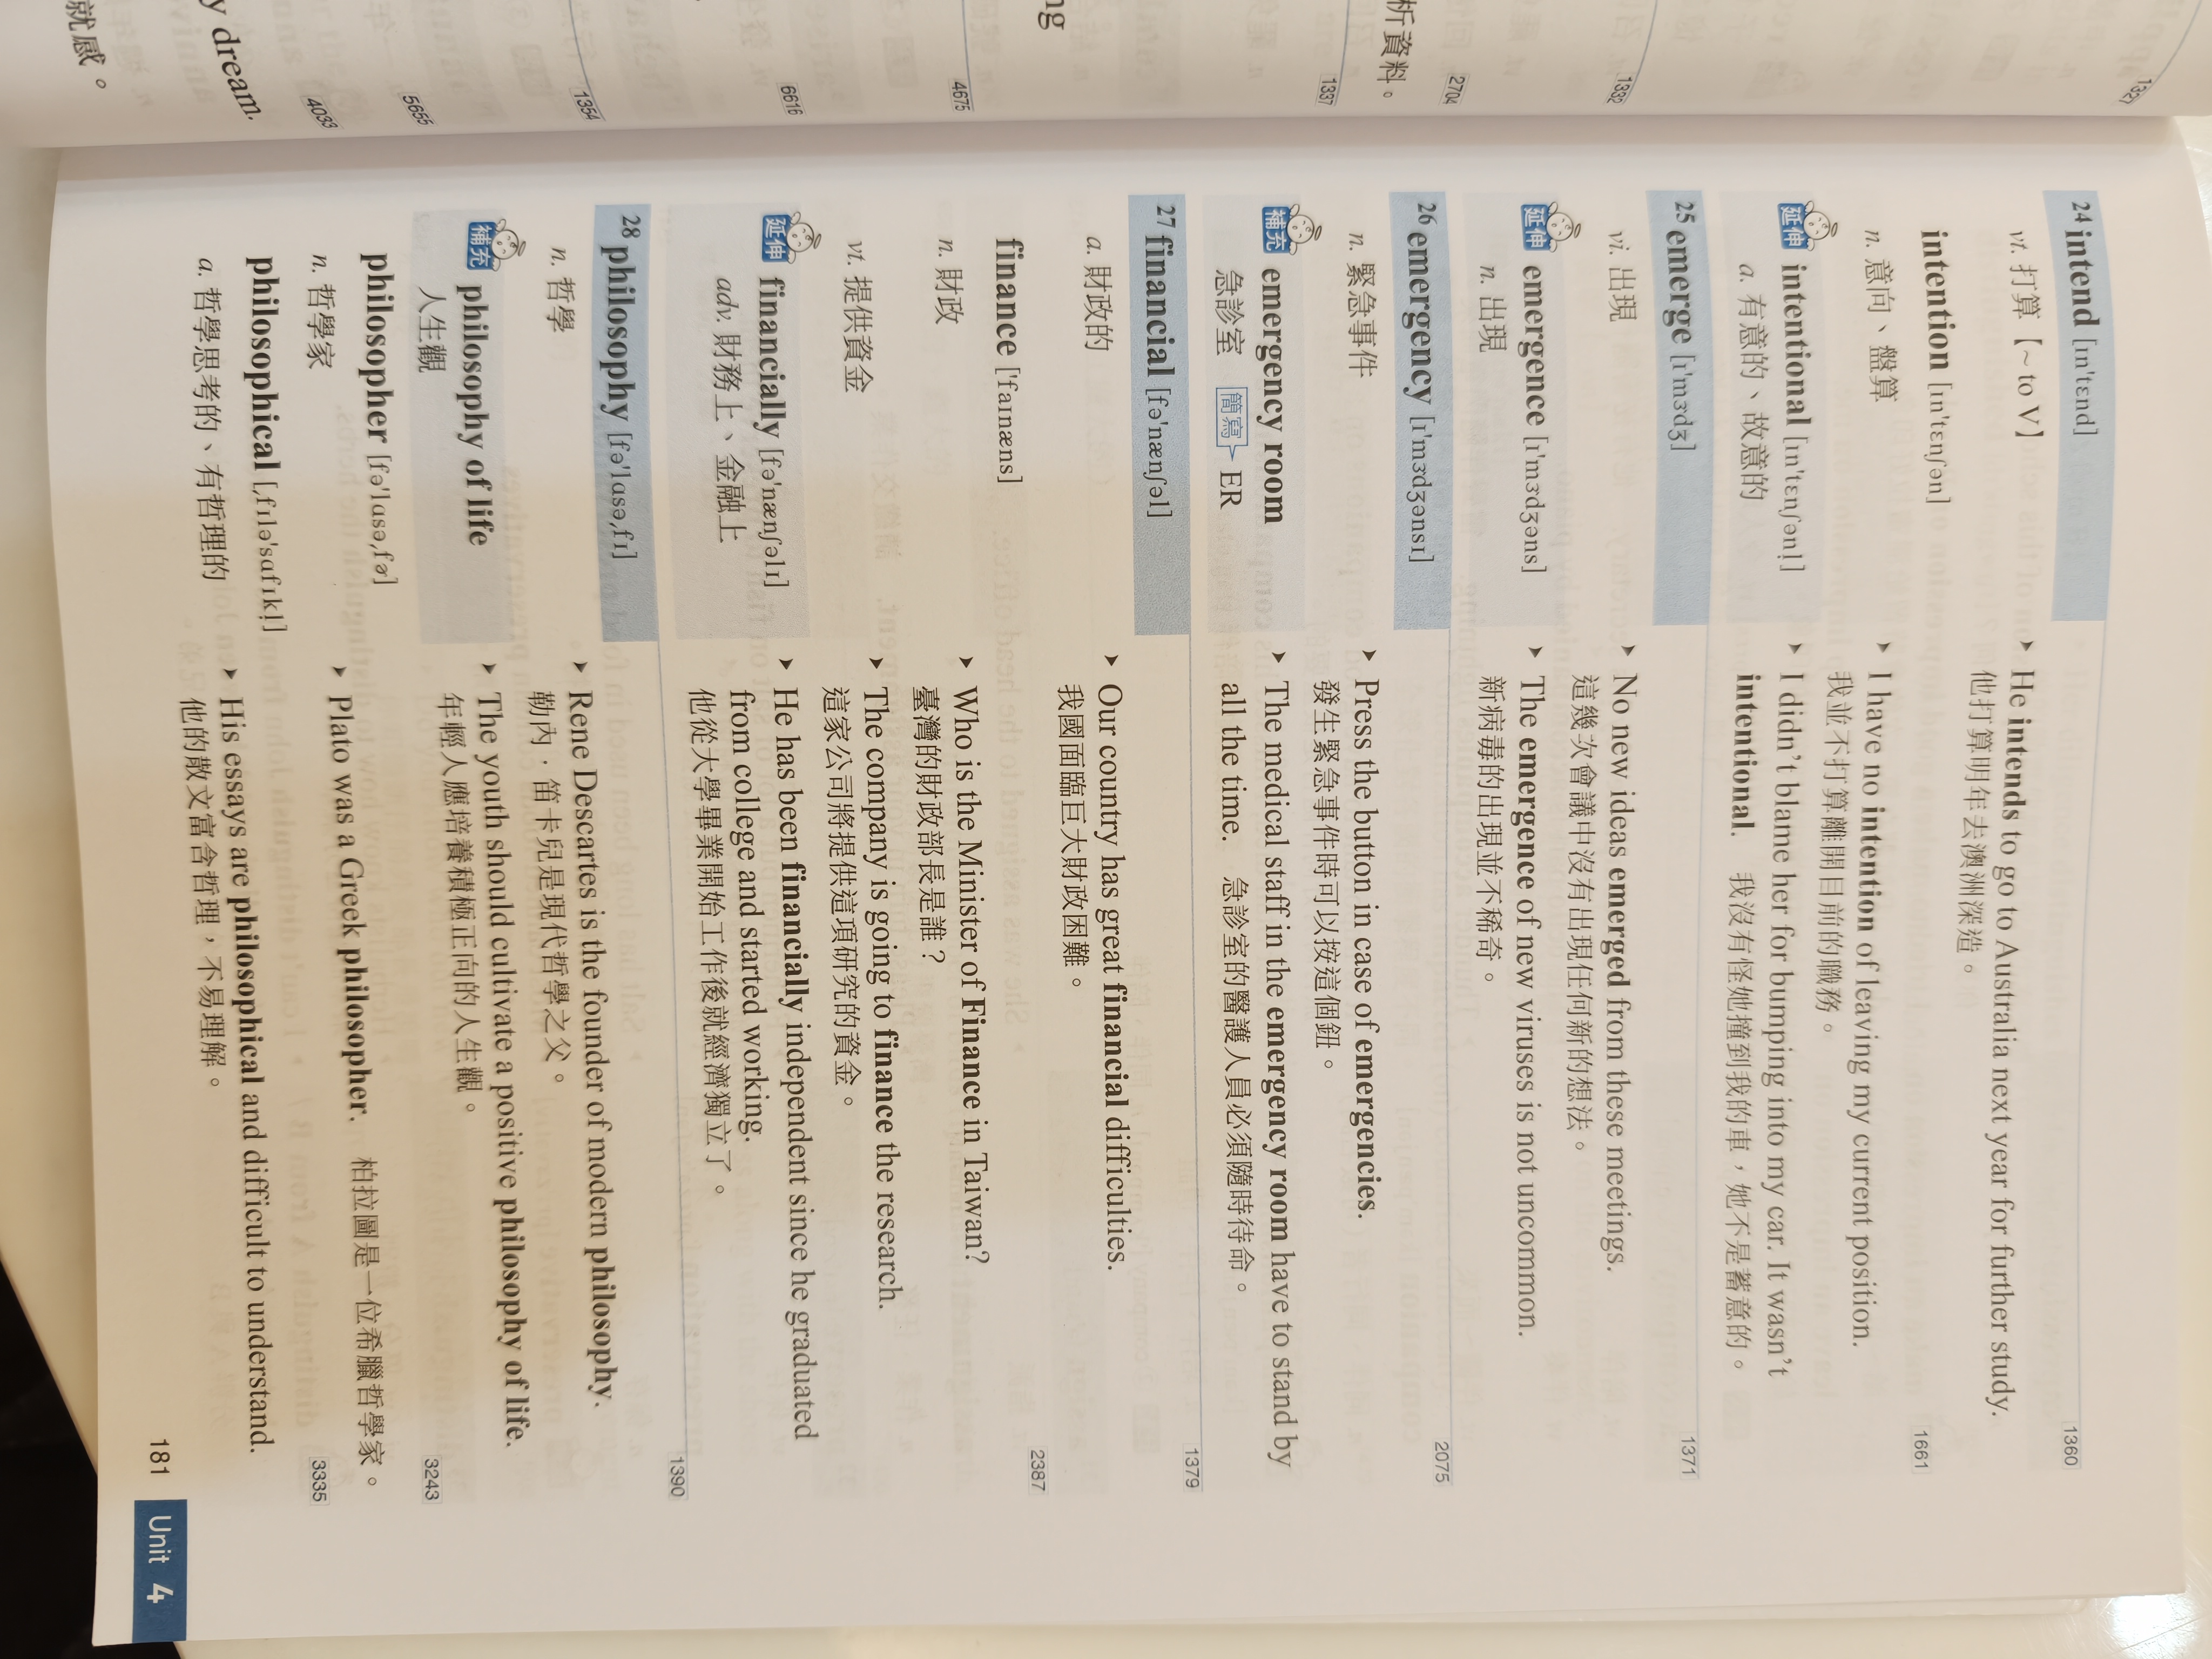 就感。
y dream.
4033
5655
1354
6616
4675
ng
1337
析資料。
2704
1332
24 intend [ɪn'tɛnd]
1360
vt. 打算【~ to V】
➤ He intends to go to Australia next year for further study.
他打算明年去澳洲深造。
intention [ɪn'tɛnʃən]
1661
n. 意向、盤算
➤ I have no intention of leaving my current position.
我並不打算離開目前的職務。
延伸 intentional [ɪn'tɛnʃənl̩]
a. 有意的、故意的
➤ I didn't blame her for bumping into my car. It wasn't
intentional. 我沒有怪她撞到我的車，她不是蓄意的。
25 emerge [ɪ'mɝdʒ]
1371
vi. 出現
➤ No new ideas emerged from these meetings.
這幾次會議中沒有出現任何新的想法。
延伸 emergence [ɪ'mɝdʒəns]
n. 出現
➤ The emergence of new viruses is not uncommon.
新病毒的出現並不稀奇。
26 emergency [ɪ'mɝdʒənsɪ]
2075
n. 緊急事件
➤ Press the button in case of emergencies.
發生緊急事件時可以按這個鈕。
補充 emergency room
急診室 簡寫 ER
➤ The medical staff in the emergency room have to stand by
all the time. 急診室的醫護人員必須隨時待命。
27 financial [fə'nænʃəl]
1379
a. 財政的
➤ Our country has great financial difficulties.
我國面臨巨大財政困難。
finance ['faɪnæns]
2387
n. 財政
➤ Who is the Minister of Finance in Taiwan?
臺灣的財政部長是誰？
vt. 提供資金
➤ The company is going to finance the research.
這家公司將提供這項研究的資金。
延伸 financially [fə'nænʃəlɪ]
adv. 財務上、金融上
➤ He has been financially independent since he graduated
from college and started working.
他從大學畢業開始工作後就經濟獨立了。
28 philosophy [fə'lɑsə,fɪ]
1390
n. 哲學
➤ Rene Descartes is the founder of modern philosophy.
勒內．笛卡兒是現代哲學之父。
補充 philosophy of life
人生觀
➤ The youth should cultivate a positive philosophy of life.
年輕人應培養積極正向的人生觀。
philosopher [fə'lɑsə,fɚ]
3243
n. 哲學家
➤ Plato was a Greek philosopher. 柏拉圖是一位希臘哲學家。
philosophical [,fɪlə'sɑfɪkl̩]
3335
a. 哲學思考的、有哲理的
➤ His essays are philosophical and difficult to understand.
他的散文富含哲理，不易理解。
181
Unit 4